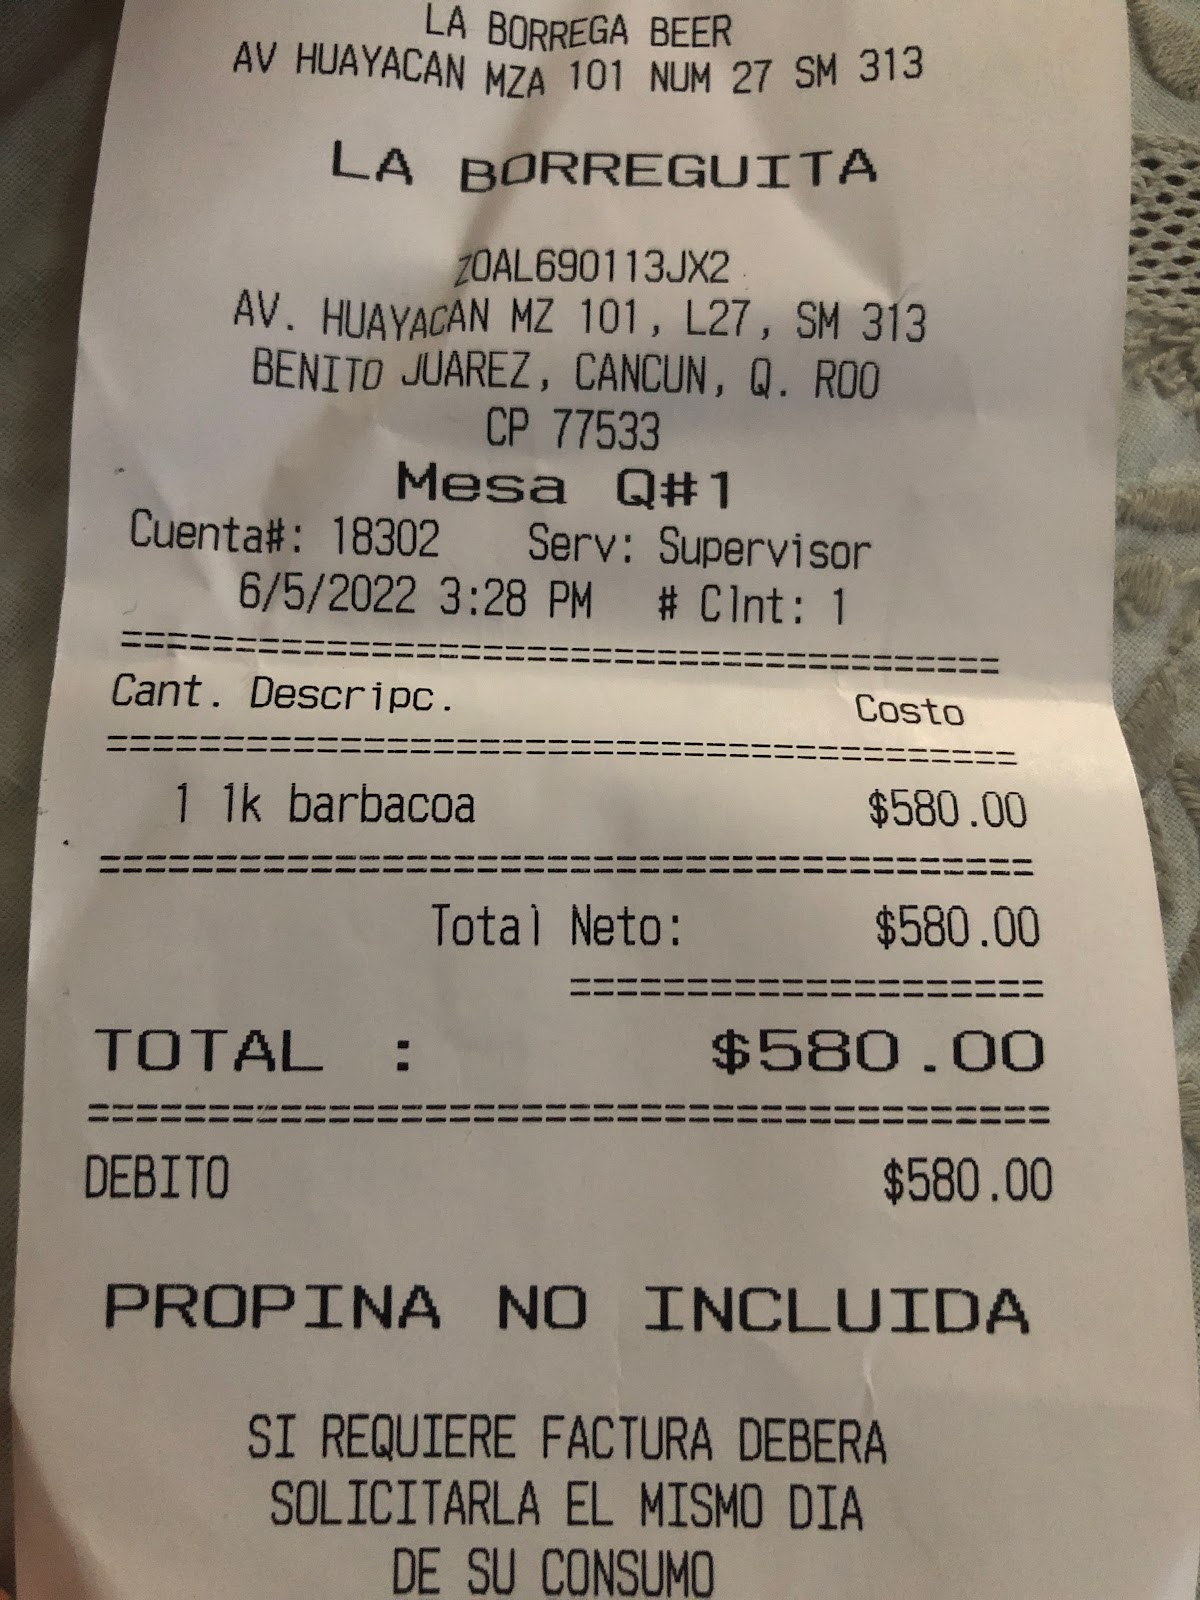 LA BORREGA BEER
AV HUAYACAN MZA 101 NUM 27 SM 313
LA BORREGUITA
ZOAL690113JX2
AV. HUAYACAN MZ 101, L27, SM 313
BENITO JUAREZ, CANCUN, Q. ROO
CP 77533
Mesa Q#1
Cuenta#: 18302 Serv: Supervisor
6/5/2022 3:28 PM # Clnt: 1
======================================
Cant. Descripc. Costo
======================================
1 1k barbacoa $580.00
======================================
Total Neto: $580.00
====================
TOTAL : $580.00
======================================
DEBITO $580.00
PROPINA NO INCLUIDA
SI REQUIERE FACTURA DEBERA
SOLICITARLA EL MISMO DIA
DE SU CONSUMO